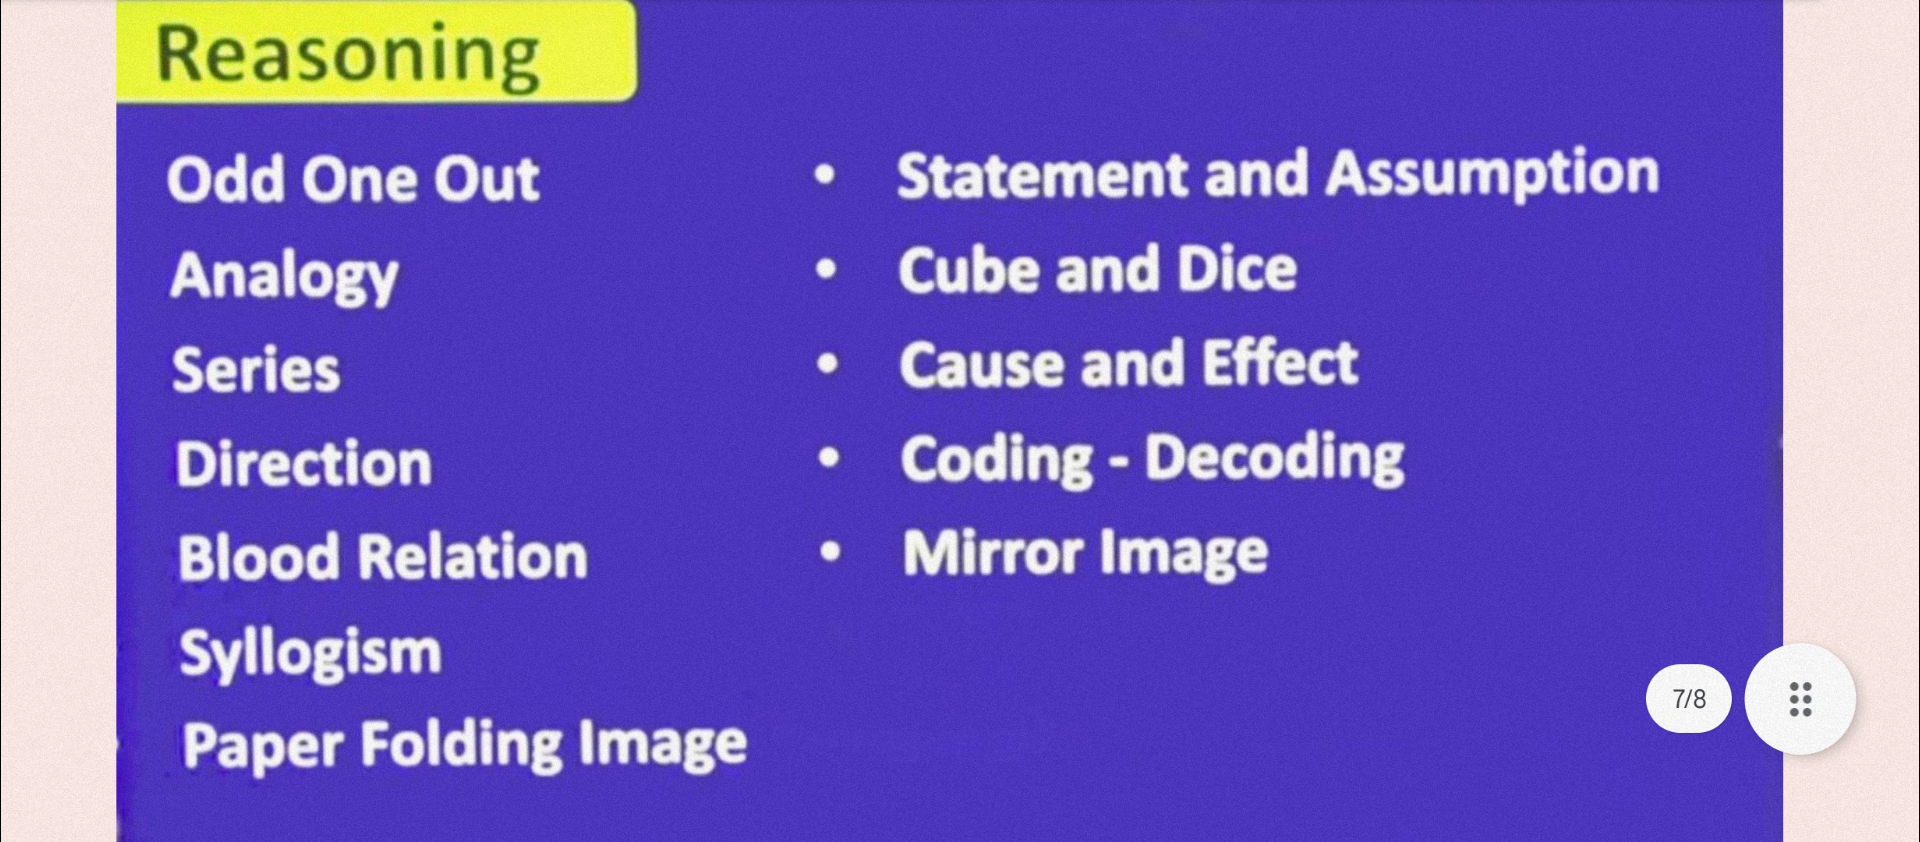 Reasoning
Odd One Out
Analogy
Series
Direction
Blood Relation
Syllogism
Paper Folding Image
• Statement and Assumption
• Cube and Dice
• Cause and Effect
• Coding - Decoding
• Mirror Image
7/8